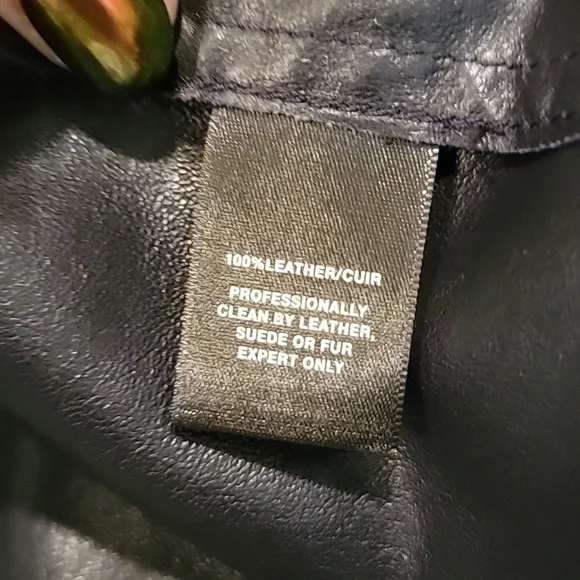 100%LEATHER/CUIR
PROFESSIONALLY
CLEAN BY LEATHER,
SUEDE OR FUR
EXPERT ONLY